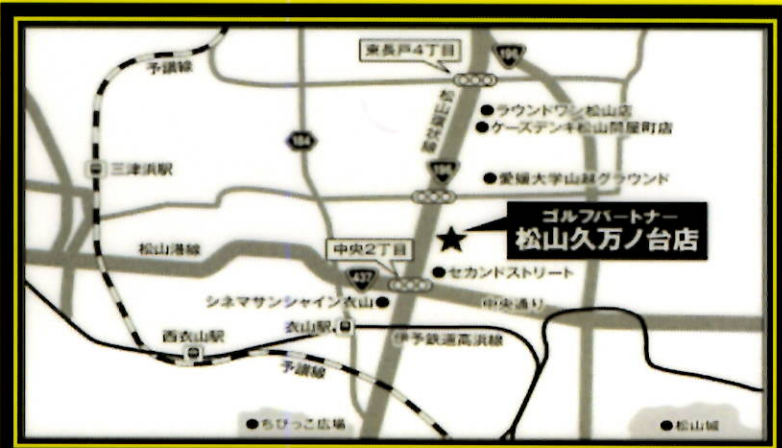 東長戸4丁目
196
予讃線
松山環状線
ラウンドワン松山店
ケーズデンキ松山問屋町店
184
三津浜駅
196
愛媛大学山越グラウンド
ゴルフパートナー
松山久万ノ台店
松山港線
中央2丁目
437
セカンドストリート
シネマサンシャイン衣山
中央通り
衣山駅
西衣山駅
伊予鉄道高浜線
予讃線
ちびっこ広場
松山城